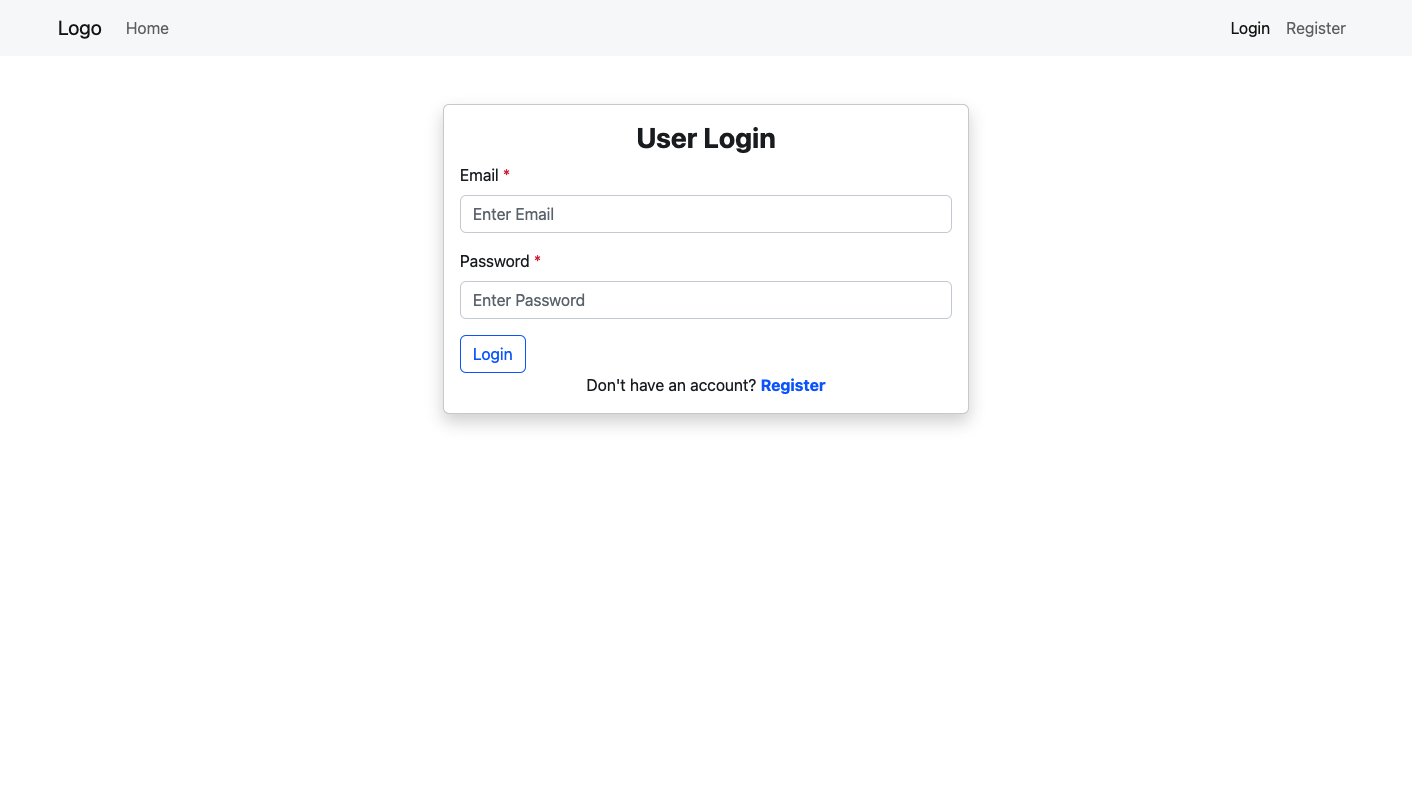 Logo Home Login Register
User Login
Email *
Enter Email
Password *
Enter Password
Login
Don't have an account? Register